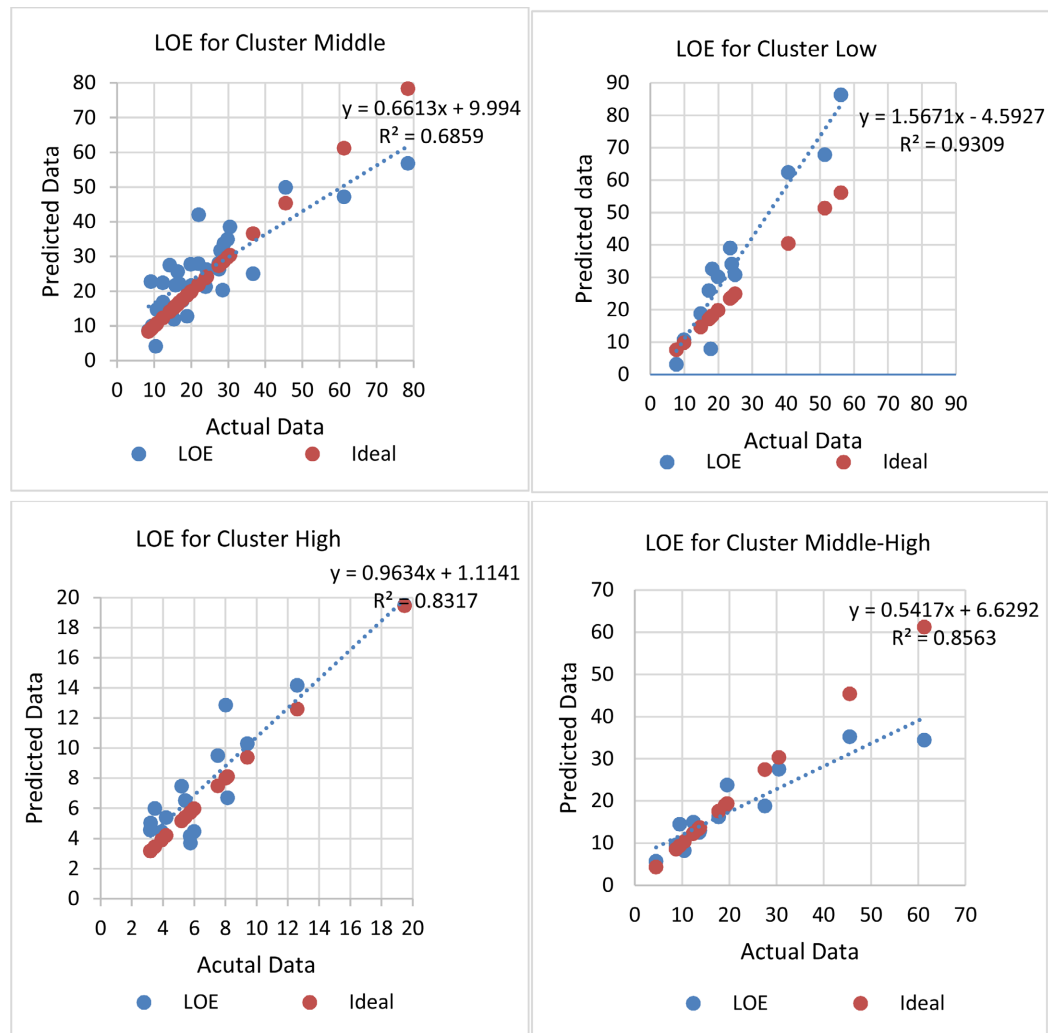 LOE for Cluster Middle
80
70
60
50
40
30
20
10
0
y = 0.6613x + 9.994
R² = 0.6859
Predicted Data
0 10 20 30 40 50 60 70 80
Actual Data
LOE Ideal
LOE for Cluster Low
90
80
70
60
50
40
30
20
10
0
y = 1.5671x - 4.5927
R² = 0.9309
Predicted data
0 10 20 30 40 50 60 70 80 90
Actual Data
LOE Ideal
LOE for Cluster High
y = 0.9634x + 1.1141
R² = 0.8317
20
18
16
14
12
10
8
6
4
2
0
Predicted Data
0 2 4 6 8 10 12 14 16 18 20
Acutal Data
LOE Ideal
LOE for Cluster Middle-High
70
60
50
40
30
20
10
0
y = 0.5417x + 6.6292
R² = 0.8563
Predicted Data
0 10 20 30 40 50 60 70
Actual Data
LOE Ideal